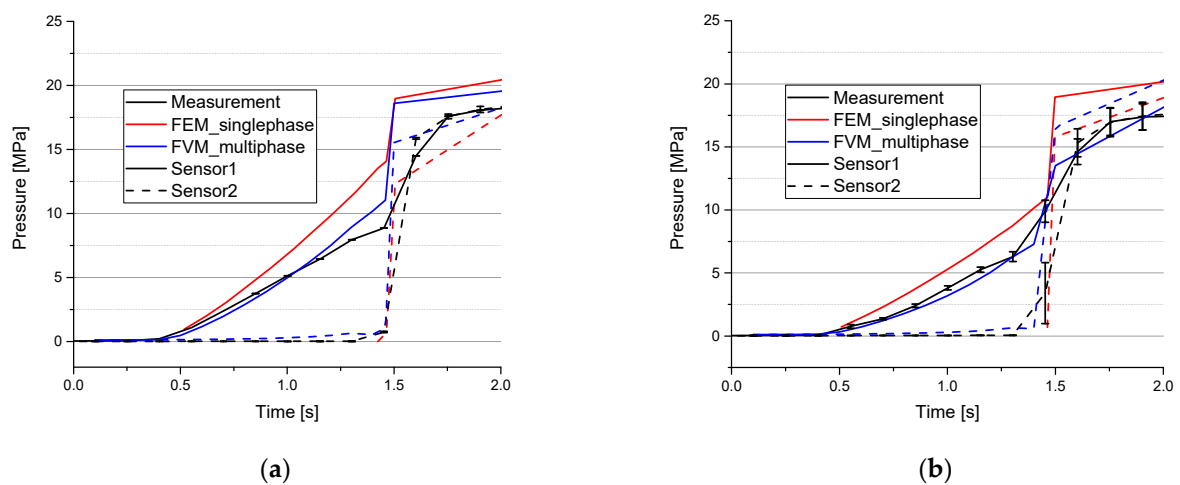 25
20
15
10
5
0
Pressure [MPa]
Measurement
FEM_singlephase
FVM_multiphase
Sensor1
Sensor2
0.0 0.5 1.0 1.5 2.0
Time [s]
(a)
25
20
15
10
5
0
Pressure [MPa]
Measurement
FEM_singlephase
FVM_multiphase
Sensor1
Sensor2
0.0 0.5 1.0 1.5 2.0
Time [s]
(b)